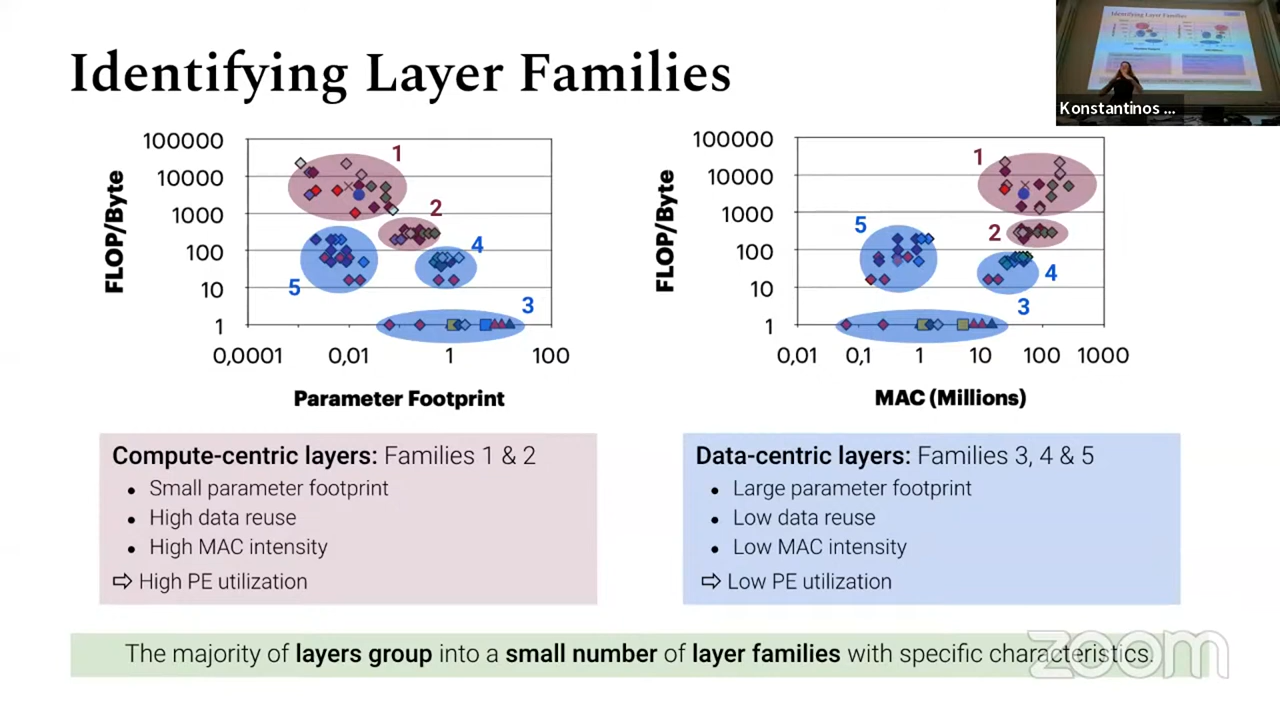 Identifying Layer Families
Konstantinos ...
FLOP/Byte
100000
10000
1000
100
10
1
0,0001
0,01
1
100
Parameter Footprint
1
2
4
5
3
FLOP/Byte
100000
10000
1000
100
10
1
0,01
0,1
1
10
100
1000
MAC (Millions)
1
5
2
4
3
Compute-centric layers: Families 1 & 2
• Small parameter footprint
• High data reuse
• High MAC intensity
⇨ High PE utilization
Data-centric layers: Families 3, 4 & 5
• Large parameter footprint
• Low data reuse
• Low MAC intensity
⇨ Low PE utilization
The majority of layers group into a small number of layer families with specific characteristics.
zoom